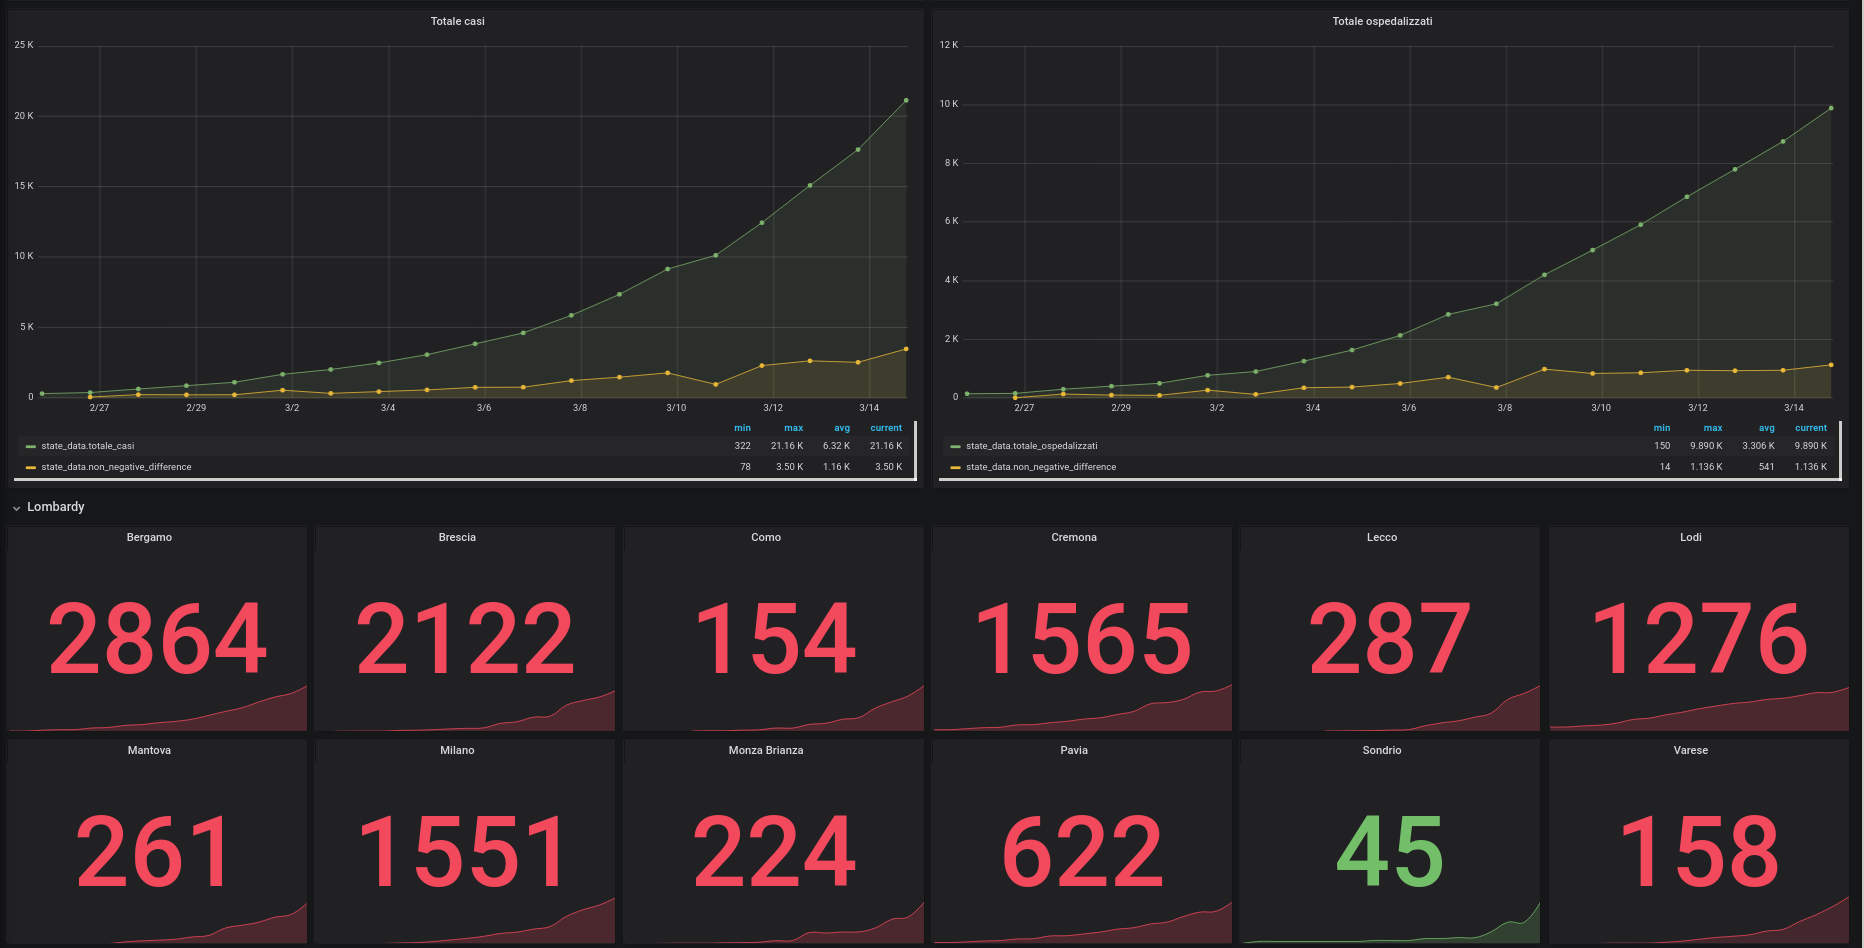 Totale casi
25 K
20 K
15 K
10 K
5 K
0
2/27 2/29 3/2 3/4 3/6 3/8 3/10 3/12 3/14
min max avg current
state_data.totale_casi 322 21.16 K 6.32 K 21.16 K
state_data.non_negative_difference 78 3.50 K 1.16 K 3.50 K
Totale ospedalizzati
12 K
10 K
8 K
6 K
4 K
2 K
0
2/27 2/29 3/2 3/4 3/6 3/8 3/10 3/12 3/14
min max avg current
state_data.totale_ospedalizzati 150 9.890 K 3.306 K 9.890 K
state_data.non_negative_difference 14 1.136 K 541 1.136 K
Lombardy
Bergamo
2864
Brescia
2122
Como
154
Cremona
1565
Lecco
287
Lodi
1276
Mantova
261
Milano
1551
Monza Brianza
224
Pavia
622
Sondrio
45
Varese
158